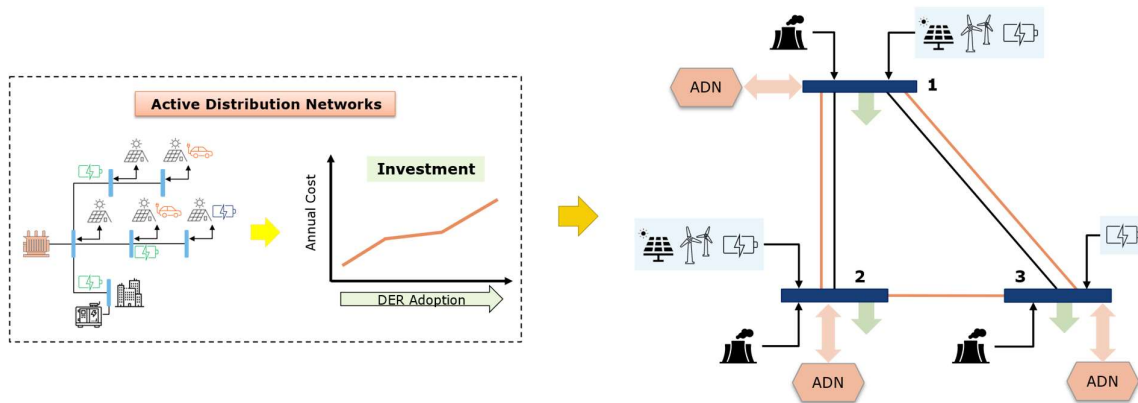 Active Distribution Networks
Investment
Annual Cost
DER Adoption
ADN
1
2
3
ADN
ADN